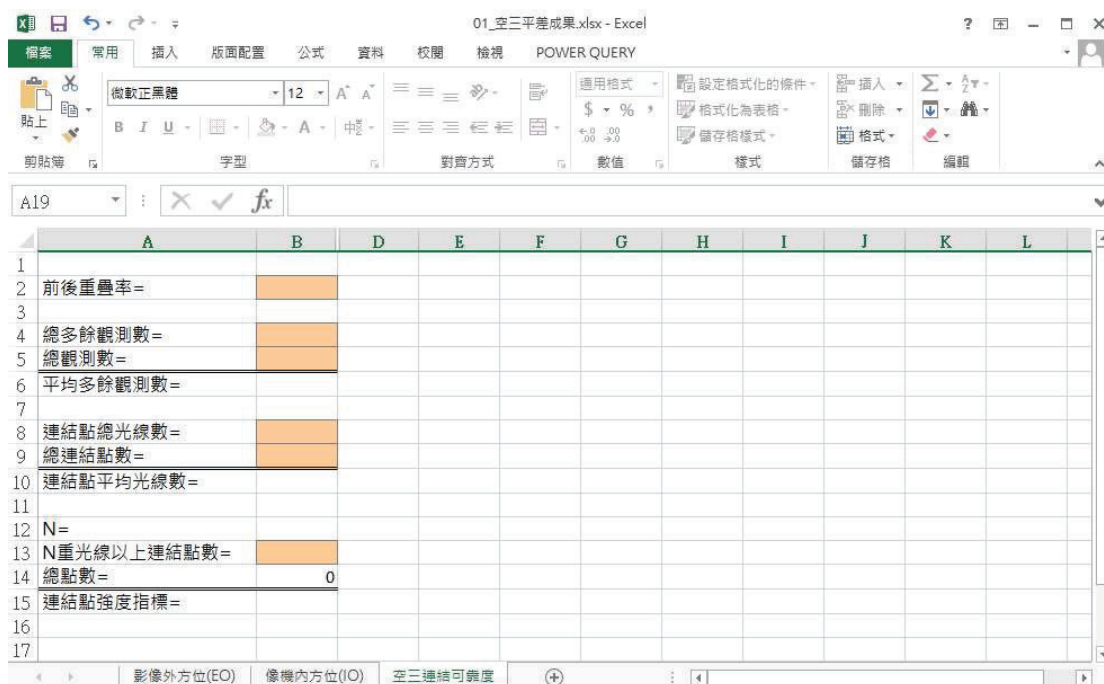 01_空三平差成果.xlsx - Excel
檔案 常用 插入 版面配置 公式 資料 校閱 檢視 POWER QUERY
貼上
微軟正黑體 12 A A
B I U A 中
通用格式
$ % ,
設定格式化的條件
格式化為表格
儲存格樣式
插入
刪除
格式
剪貼簿 字型 對齊方式 數值 樣式 儲存格 編輯
A19 fx
A B D E F G H I J K L
1
2 前後重疊率=
3
4 總多餘觀測數=
5 總觀測數=
6 平均多餘觀測數=
7
8 連結點總光線數=
9 總連結點數=
10 連結點平均光線數=
11
12 N=
13 N重光線以上連結點數=
14 總點數= 0
15 連結點強度指標=
16
17
影像外方位(EO) 像機內方位(IO) 空三連結可靠度